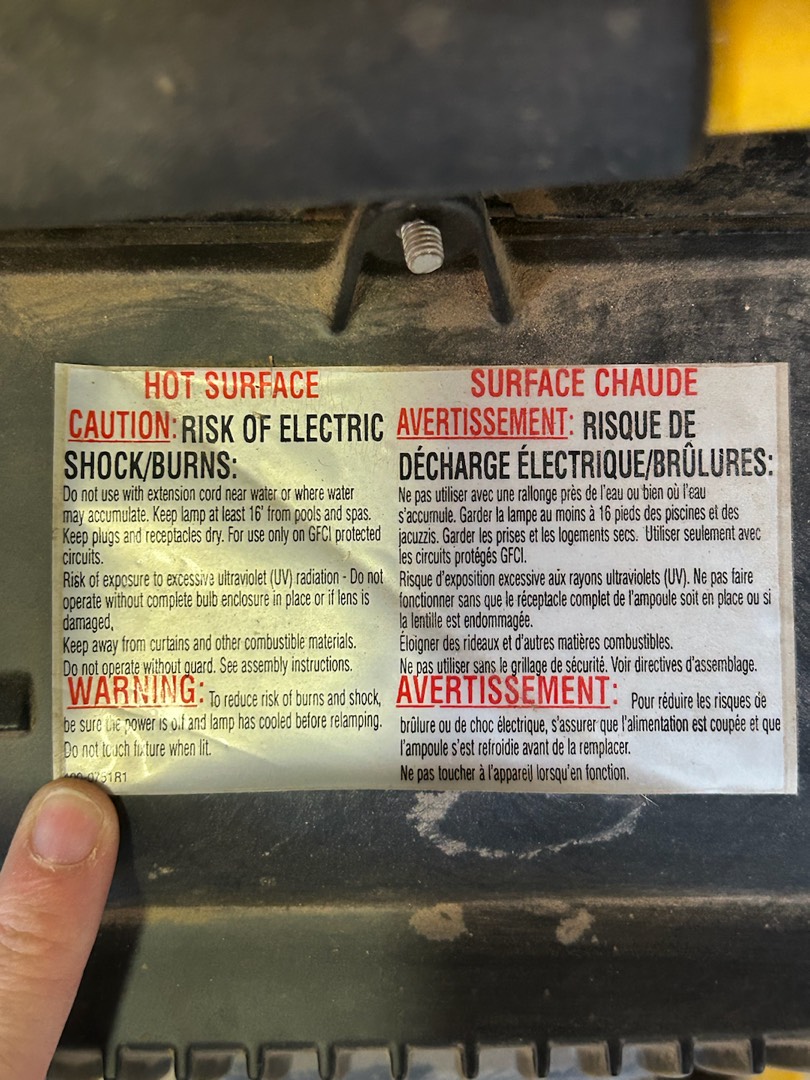 HOT SURFACE
CAUTION: RISK OF ELECTRIC
SHOCK/BURNS:
Do not use with extension cord near water or where water
may accumulate. Keep lamp at least 16' from pools and spas.
Keep plugs and receptacles dry. For use only on GFCI protected
circuits.
Risk of exposure to excessive ultraviolet (UV) radiation - Do not
operate without complete bulb enclosure in place or if lens is
damaged,
Keep away from curtains and other combustible materials.
Do not operate without guard. See assembly instructions.
WARNING: To reduce risk of burns and shock,
be sure the power is off and lamp has cooled before relamping.
Do not touch fixture when lit.
SURFACE CHAUDE
AVERTISSEMENT: RISQUE DE
DÉCHARGE ÉLECTRIQUE/BRÛLURES:
Ne pas utiliser avec une rallonge près de l'eau ou bien où l'eau
s'accumule. Garder la lampe au moins à 16 pieds des piscines et des
jacuzzis. Garder les prises et les logements secs. Utiliser seulement avec
les circuits protégés GFCI.
Risque d'exposition excessive aux rayons ultraviolets (UV). Ne pas faire
fonctionner sans que le réceptacle complet de l'ampoule soit en place ou si
la lentille est endommagée.
Éloigner des rideaux et d'autres matières combustibles.
Ne pas utiliser sans le grillage de sécurité. Voir directives d'assemblage.
AVERTISSEMENT: Pour réduire les risques de
brûlure ou de choc électrique, s'assurer que l'alimentation est coupée et que
l'ampoule s'est refroidie avant de la remplacer.
Ne pas toucher à l'appareil lorsqu'en fonction.